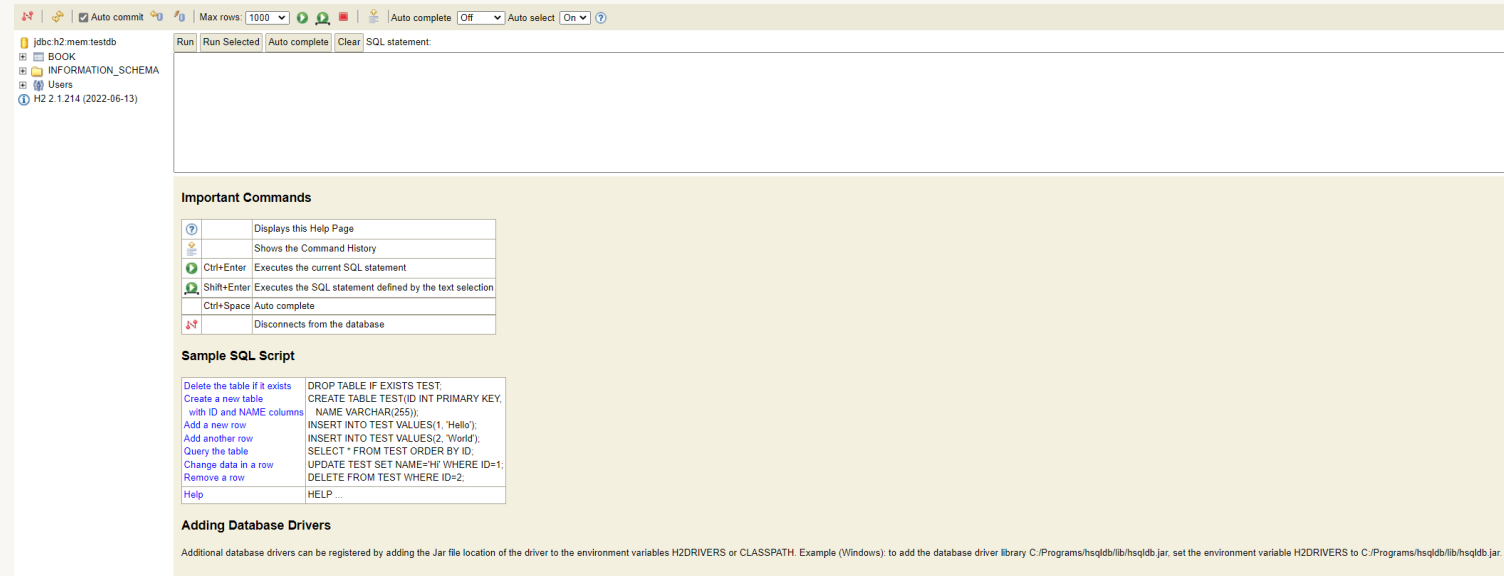 Auto commit Max rows: 1000 Auto complete Off Auto select On
jdbc:h2:mem:testdb
BOOK
INFORMATION_SCHEMA
Users
H2 2.1.214 (2022-06-13)
Run Run Selected Auto complete Clear SQL statement:
Important Commands
Displays this Help Page
Shows the Command History
Ctrl+Enter Executes the current SQL statement
Shift+Enter Executes the SQL statement defined by the text selection
Ctrl+Space Auto complete
Disconnects from the database
Sample SQL Script
Delete the table if it exists DROP TABLE IF EXISTS TEST;
Create a new table CREATE TABLE TEST(ID INT PRIMARY KEY,
with ID and NAME columns NAME VARCHAR(255));
Add a new row INSERT INTO TEST VALUES(1, 'Hello');
Add another row INSERT INTO TEST VALUES(2, 'World');
Query the table SELECT * FROM TEST ORDER BY ID;
Change data in a row UPDATE TEST SET NAME='Hi' WHERE ID=1;
Remove a row DELETE FROM TEST WHERE ID=2;
Help HELP ...
Adding Database Drivers
Additional database drivers can be registered by adding the Jar file location of the driver to the environment variables H2DRIVERS or CLASSPATH. Example (Windows): to add the database driver library C:/Programs/hsqldb/lib/hsqldb.jar, set the environment variable H2DRIVERS to C:/Programs/hsqldb/lib/hsqldb.jar.